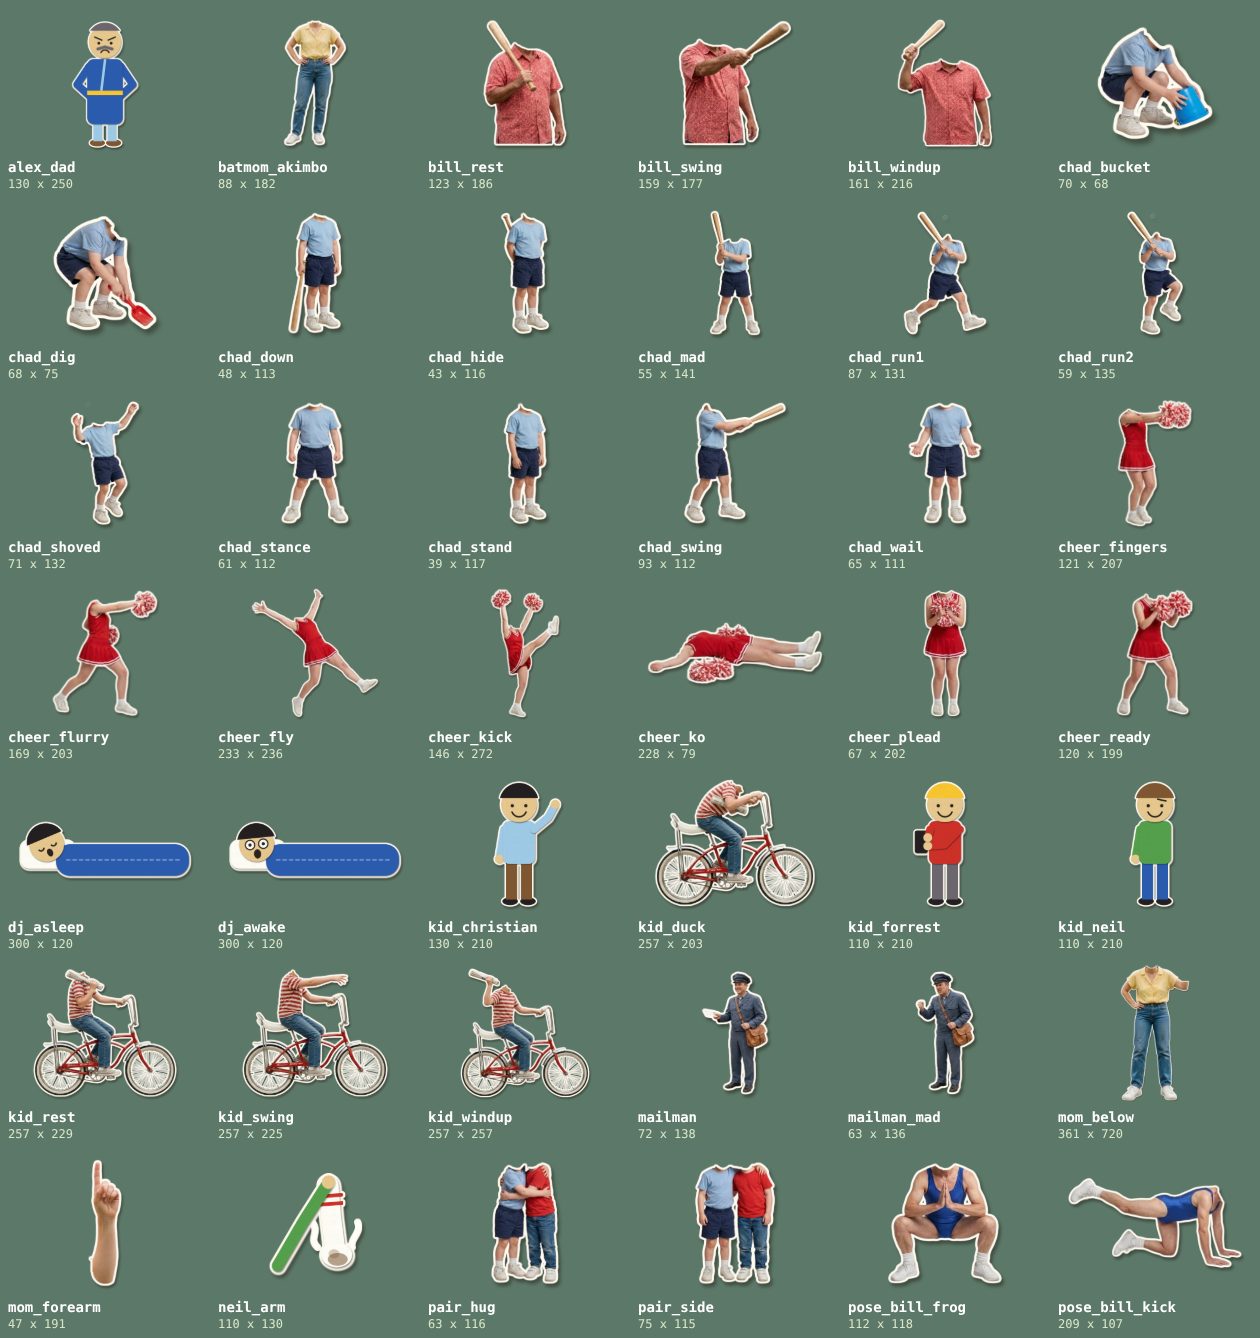 alex_dad
130 x 250
batmom_akimbo
88 x 182
bill_rest
123 x 186
bill_swing
159 x 177
bill_windup
161 x 216
chad_bucket
70 x 68
chad_dig
68 x 75
chad_down
48 x 113
chad_hide
43 x 116
chad_mad
55 x 141
chad_run1
87 x 131
chad_run2
59 x 135
chad_shoved
71 x 132
chad_stance
61 x 112
chad_stand
39 x 117
chad_swing
93 x 112
chad_wail
65 x 111
cheer_fingers
121 x 207
cheer_flurry
169 x 203
cheer_fly
233 x 236
cheer_kick
146 x 272
cheer_ko
228 x 79
cheer_plead
67 x 202
cheer_ready
120 x 199
dj_asleep
300 x 120
dj_awake
300 x 120
kid_christian
130 x 210
kid_duck
257 x 203
kid_forrest
110 x 210
kid_neil
110 x 210
kid_rest
257 x 229
kid_swing
257 x 225
kid_windup
257 x 257
mailman
72 x 138
mailman_mad
63 x 136
mom_below
361 x 720
mom_forearm
47 x 191
neil_arm
110 x 130
pair_hug
63 x 116
pair_side
75 x 115
pose_bill_frog
112 x 118
pose_bill_kick
209 x 107